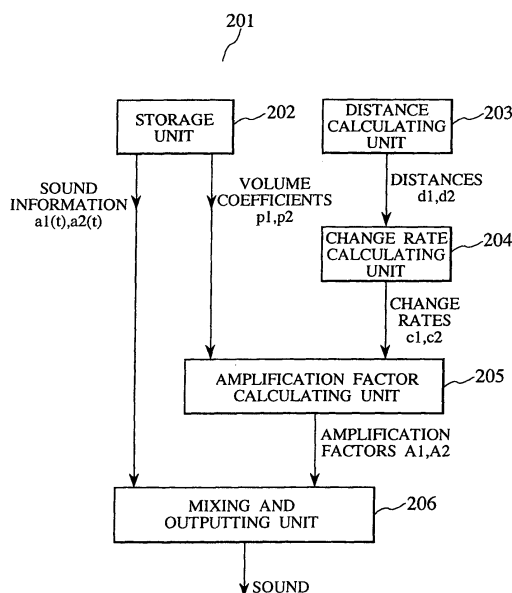 201
STORAGE
UNIT
202
DISTANCE
CALCULATING
UNIT
203
SOUND
INFORMATION
a1(t),a2(t)
VOLUME
COEFFICIENTS
p1,p2
DISTANCES
d1,d2
CHANGE RATE
CALCULATING
UNIT
204
CHANGE
RATES
c1,c2
AMPLIFICATION FACTOR
CALCULATING UNIT
205
AMPLIFICATION
FACTORS A1,A2
MIXING AND
OUTPUTTING UNIT
206
SOUND